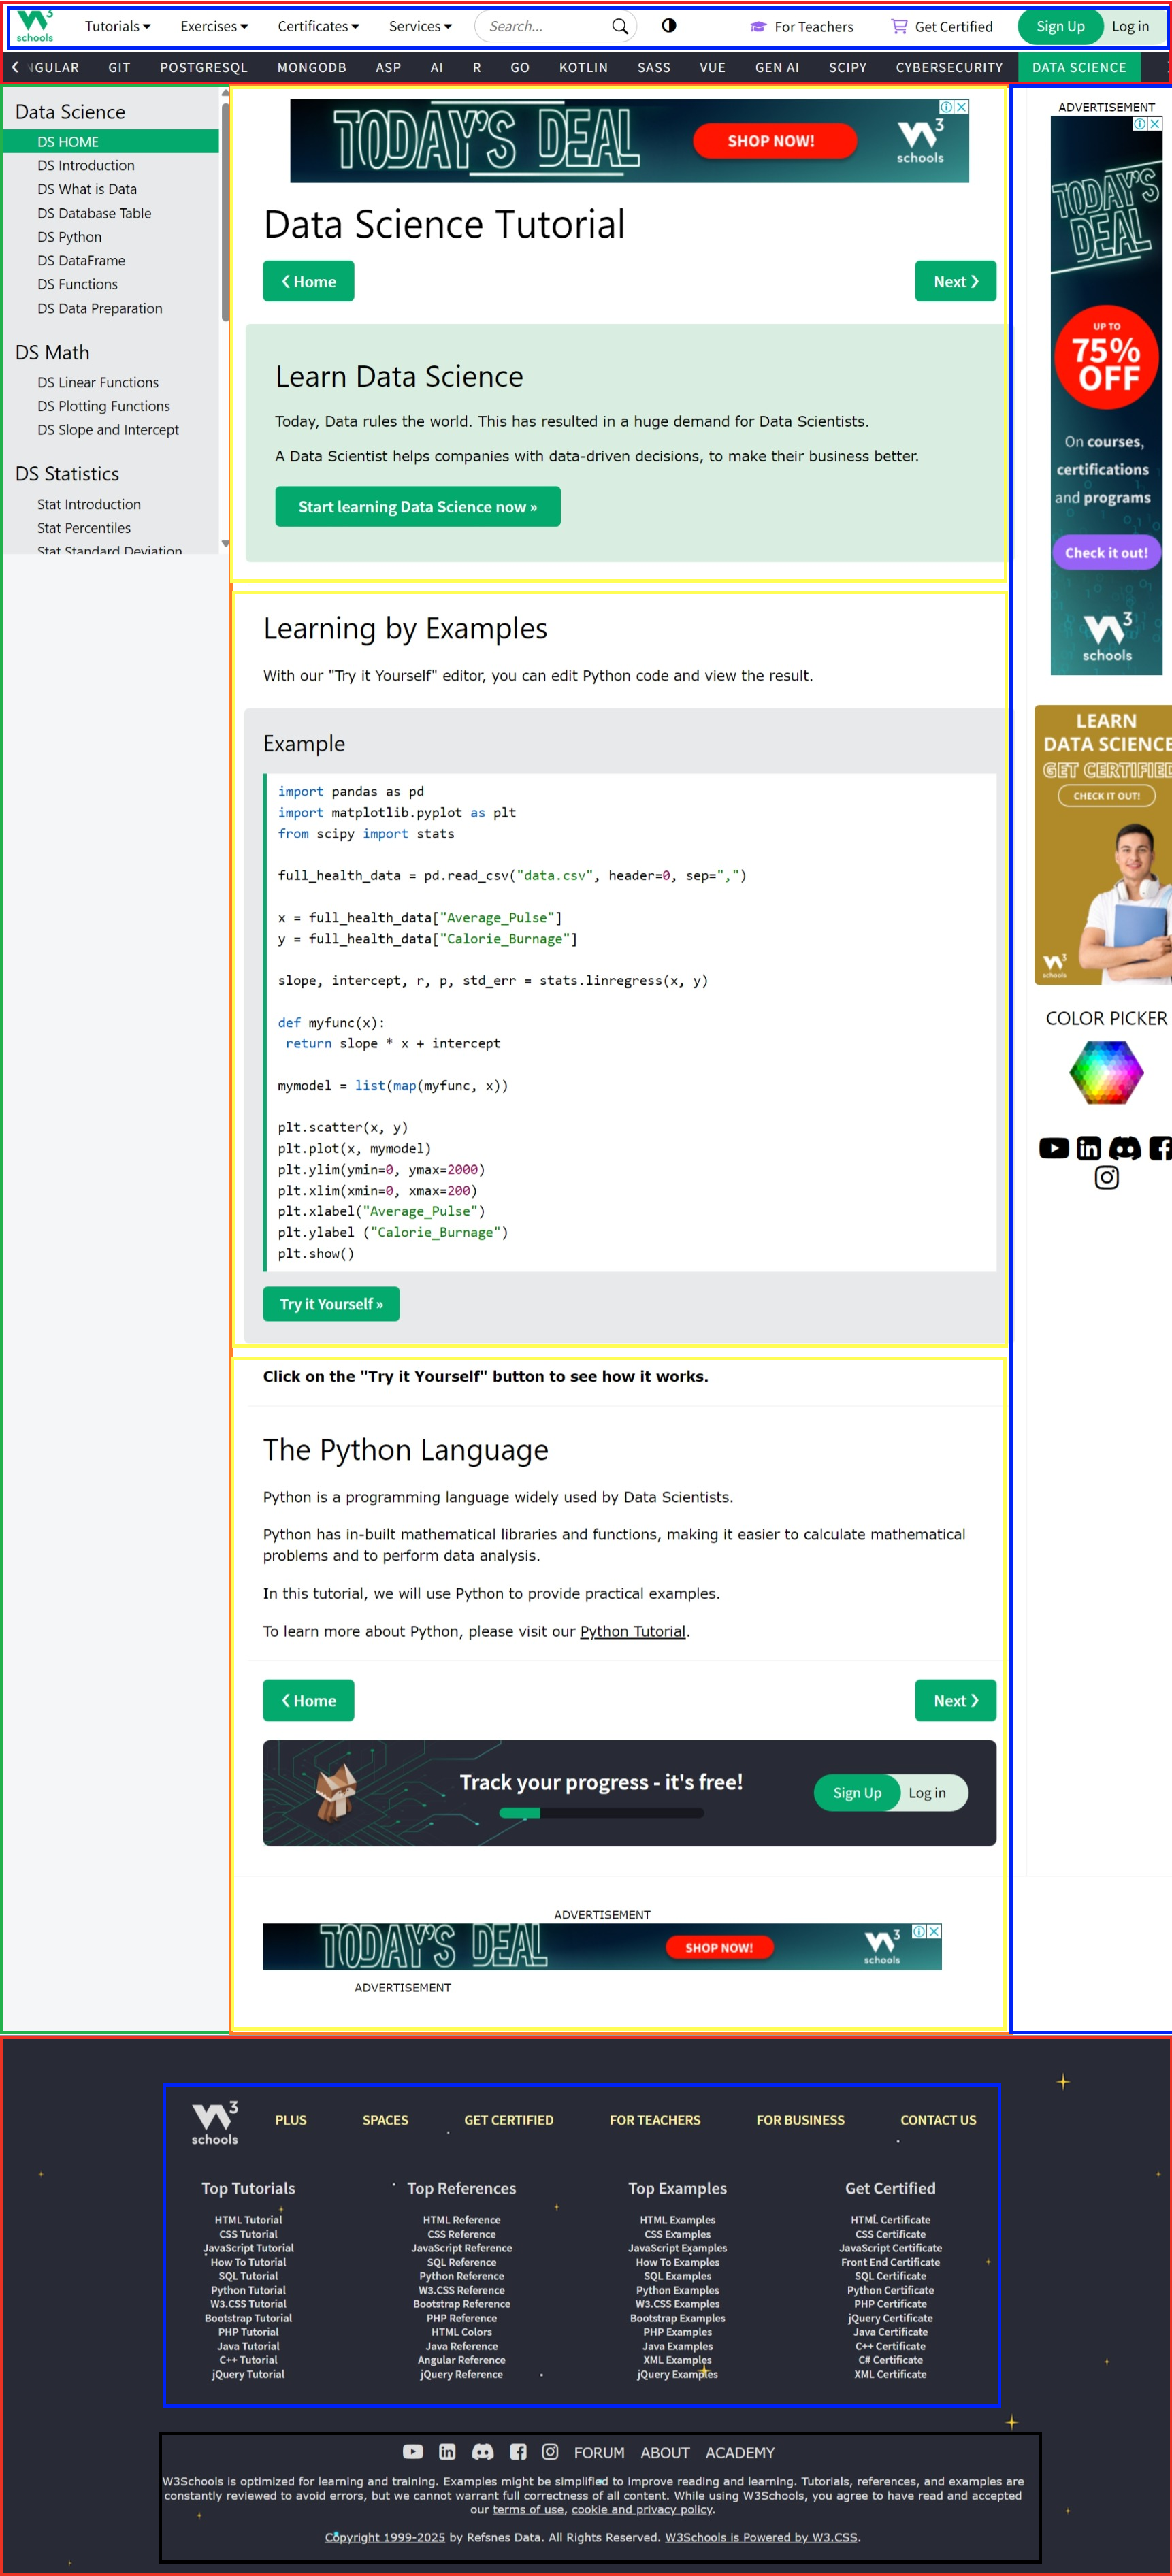 W3 schools
Tutorials Exercises Certificates Services Search... For Teachers Get Certified Sign Up Log in
GULAR GIT POSTGRESQL MONGODB ASP AI R GO KOTLIN SASS VUE GEN AI SCIPY CYBERSECURITY DATA SCIENCE
Data Science
DS HOME
DS Introduction
DS What is Data
DS Database Table
DS Python
DS DataFrame
DS Functions
DS Data Preparation
DS Math
DS Linear Functions
DS Plotting Functions
DS Slope and Intercept
DS Statistics
Stat Introduction
Stat Percentiles
Stat Standard Deviation
TODAY'S DEAL SHOP NOW! W3 schools
Data Science Tutorial
❮ Home Next ❯
Learn Data Science
Today, Data rules the world. This has resulted in a huge demand for Data Scientists.
A Data Scientist helps companies with data-driven decisions, to make their business better.
Start learning Data Science now »
Learning by Examples
With our "Try it Yourself" editor, you can edit Python code and view the result.
Example
import pandas as pd
import matplotlib.pyplot as plt
from scipy import stats
full_health_data = pd.read_csv("data.csv", header=0, sep=",")
x = full_health_data["Average_Pulse"]
y = full_health_data["Calorie_Burnage"]
slope, intercept, r, p, std_err = stats.linregress(x, y)
def myfunc(x):
 return slope * x + intercept
mymodel = list(map(myfunc, x))
plt.scatter(x, y)
plt.plot(x, mymodel)
plt.ylim(ymin=0, ymax=2000)
plt.xlim(xmin=0, xmax=200)
plt.xlabel("Average_Pulse")
plt.ylabel ("Calorie_Burnage")
plt.show()
Try it Yourself »
Click on the "Try it Yourself" button to see how it works.
The Python Language
Python is a programming language widely used by Data Scientists.
Python has in-built mathematical libraries and functions, making it easier to calculate mathematical
problems and to perform data analysis.
In this tutorial, we will use Python to provide practical examples.
To learn more about Python, please visit our Python Tutorial.
❮ Home Next ❯
Track your progress - it's free! Sign Up Log in
ADVERTISEMENT
TODAY'S DEAL SHOP NOW! W3 schools
ADVERTISEMENT
ADVERTISEMENT
TODAY'S
DEAL
UP TO
75%
OFF
On courses,
certifications
and programs
Check it out!
W3 schools
LEARN
DATA SCIENCE
GET CERTIFIED
CHECK IT OUT!
W3 schools
COLOR PICKER
W3 schools PLUS SPACES GET CERTIFIED FOR TEACHERS FOR BUSINESS CONTACT US
Top Tutorials
HTML Tutorial
CSS Tutorial
JavaScript Tutorial
How To Tutorial
SQL Tutorial
Python Tutorial
W3.CSS Tutorial
Bootstrap Tutorial
PHP Tutorial
Java Tutorial
C++ Tutorial
jQuery Tutorial
Top References
HTML Reference
CSS Reference
JavaScript Reference
SQL Reference
Python Reference
W3.CSS Reference
Bootstrap Reference
PHP Reference
HTML Colors
Java Reference
Angular Reference
jQuery Reference
Top Examples
HTML Examples
CSS Examples
JavaScript Examples
How To Examples
SQL Examples
Python Examples
W3.CSS Examples
Bootstrap Examples
PHP Examples
Java Examples
XML Examples
jQuery Examples
Get Certified
HTML Certificate
CSS Certificate
JavaScript Certificate
Front End Certificate
SQL Certificate
Python Certificate
PHP Certificate
jQuery Certificate
Java Certificate
C++ Certificate
C# Certificate
XML Certificate
FORUM ABOUT ACADEMY
W3Schools is optimized for learning and training. Examples might be simplified to improve reading and learning. Tutorials, references, and examples are
constantly reviewed to avoid errors, but we cannot warrant full correctness of all content. While using W3Schools, you agree to have read and accepted
our terms of use, cookie and privacy policy.
Copyright 1999-2025 by Refsnes Data. All Rights Reserved. W3Schools is Powered by W3.CSS.